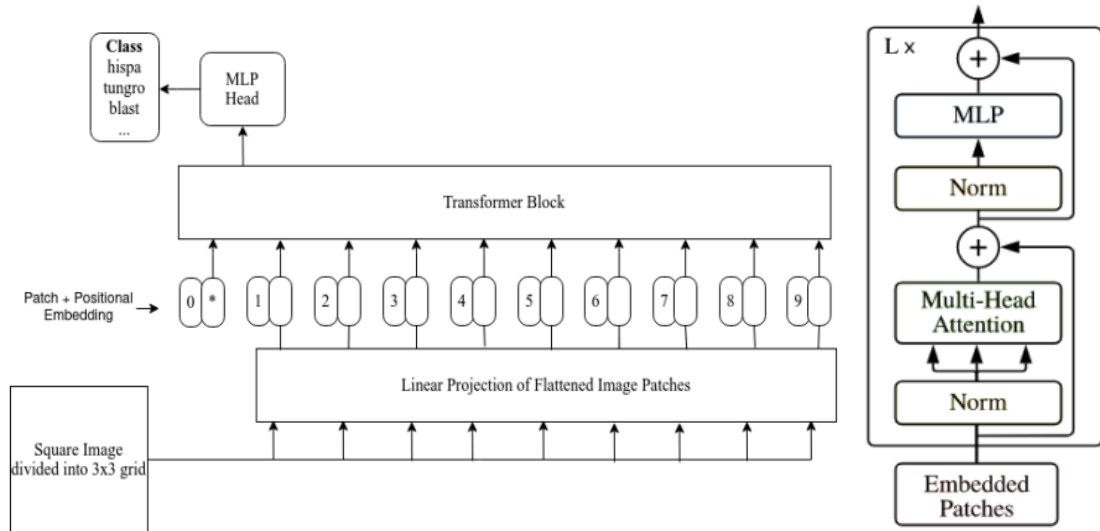 Class
hispa
tungro
blast
...
MLP
Head
Transformer Block
Patch + Positional
Embedding
0 *
1
2
3
4
5
6
7
8
9
Linear Projection of Flattened Image Patches
Square Image
divided into 3x3 grid
L ×
+
MLP
Norm
+
Multi-Head
Attention
Norm
Embedded
Patches